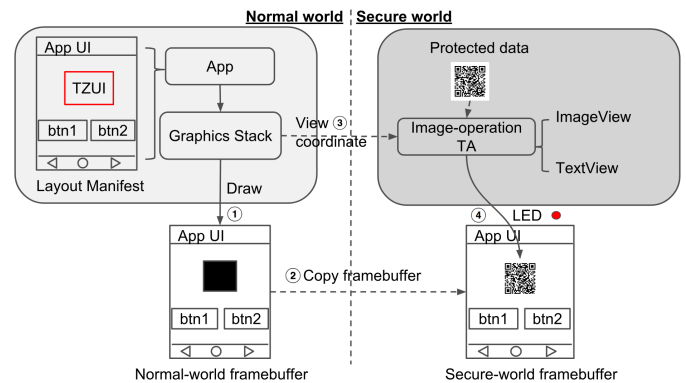 Normal world
Secure world
App UI
TZUI
btn1
btn2
Layout Manifest
App
Graphics Stack
Draw
①
View ③
coordinate
Protected data
Image-operation
TA
ImageView
TextView
④
LED
App UI
btn1
btn2
Normal-world framebuffer
② Copy framebuffer
App UI
btn1
btn2
Secure-world framebuffer